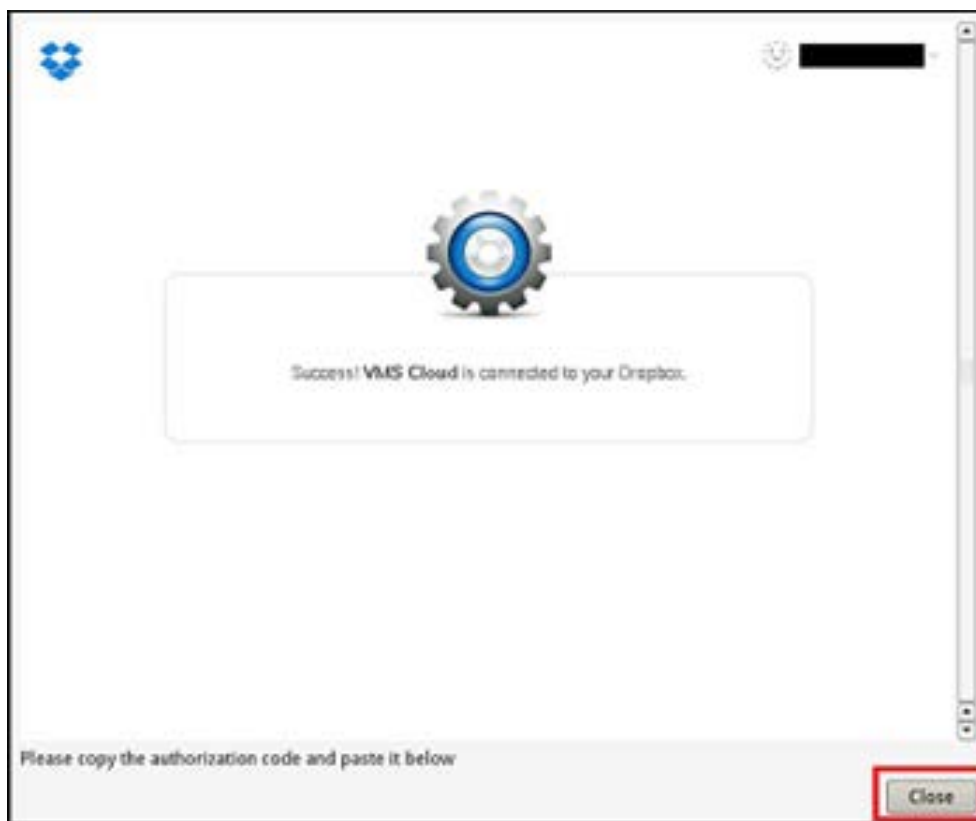 Success! VMS Cloud is connected to your Dropbox.
Please copy the authorization code and paste it below
Close